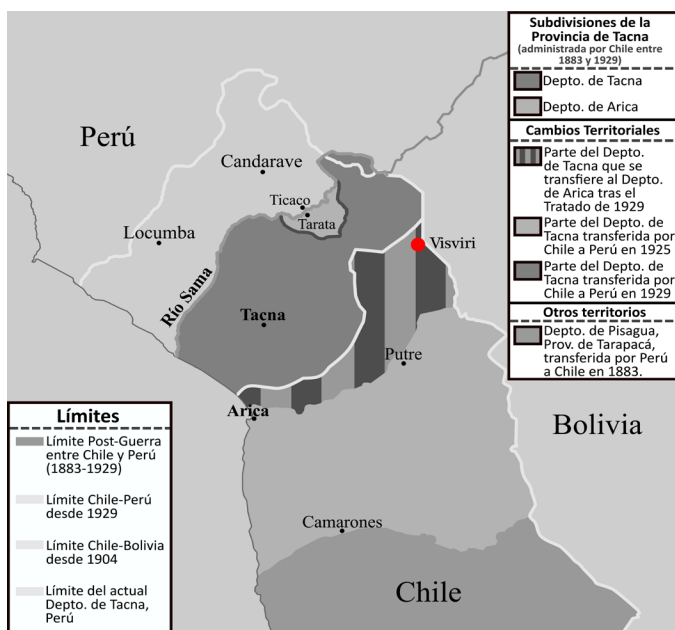 Subdivisiones de la
Provincia de Tacna
(administrada por Chile entre
1883 y 1929)
Depto. de Tacna
Depto. de Arica
Cambios Territoriales
Parte del Depto.
de Tacna que se
transfiere al Depto.
de Arica tras el
Tratado de 1929
Parte del Depto. de
Tacna transferida por
Chile a Perú en 1925
Parte del Depto. de
Tacna transferida por
Chile a Perú en 1929
Otros territorios
Depto. de Pisagua,
Prov. de Tarapacá,
transferida por Perú
a Chile en 1883.
Perú
Candarave
Ticaco
Tarata
Locumba
Visviri
Río Sama
Tacna
Putre
Arica
Bolivia
Camarones
Chile
Límites
Límite Post-Guerra
entre Chile y Perú
(1883-1929)
Límite Chile-Perú
desde 1929
Límite Chile-Bolivia
desde 1904
Límite del actual
Depto. de Tacna,
Perú